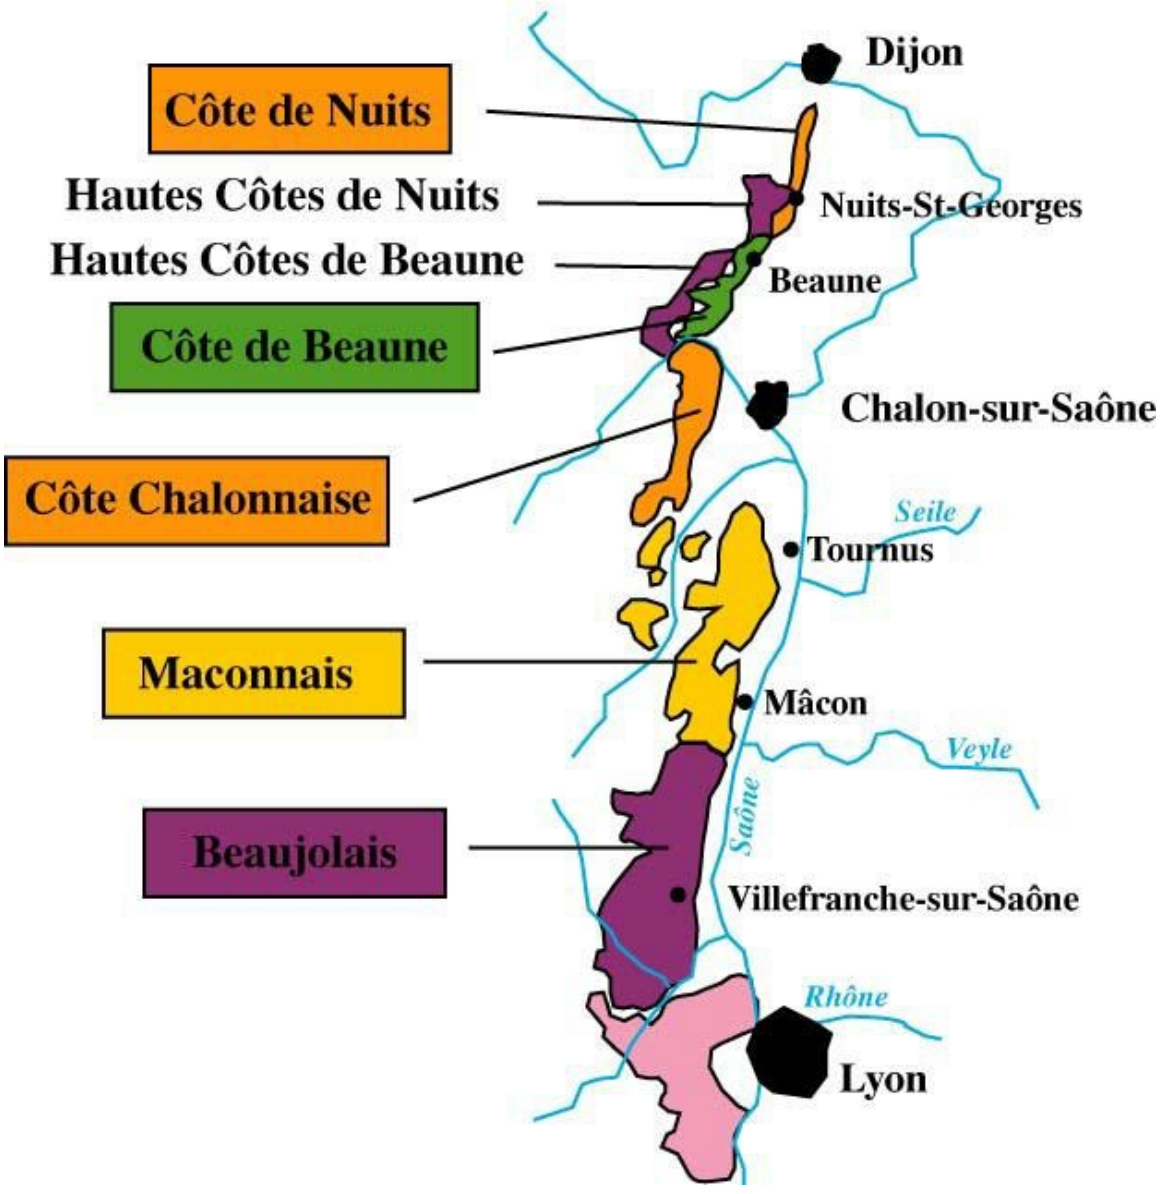 Dijon
Côte de Nuits
Hautes Côtes de Nuits
Nuits-St-Georges
Hautes Côtes de Beaune
Beaune
Côte de Beaune
Chalon-sur-Saône
Côte Chalonnaise
Seile
Tournus
Maconnais
Mâcon
Veyle
Saône
Beaujolais
Villefranche-sur-Saône
Rhône
Lyon